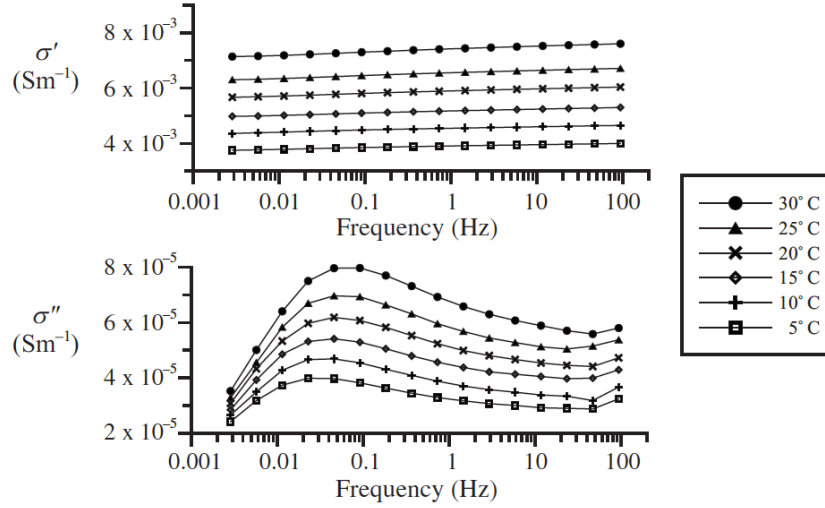 8 x 10⁻³
σ′
(Sm⁻¹)
6 x 10⁻³
4 x 10⁻³
0.001 0.01 0.1 1 10 100
Frequency (Hz)
8 x 10⁻⁵
σ″
(Sm⁻¹)
6 x 10⁻⁵
4 x 10⁻⁵
2 x 10⁻⁵
0.001 0.01 0.1 1 10 100
Frequency (Hz)
30° C
25° C
20° C
15° C
10° C
5° C